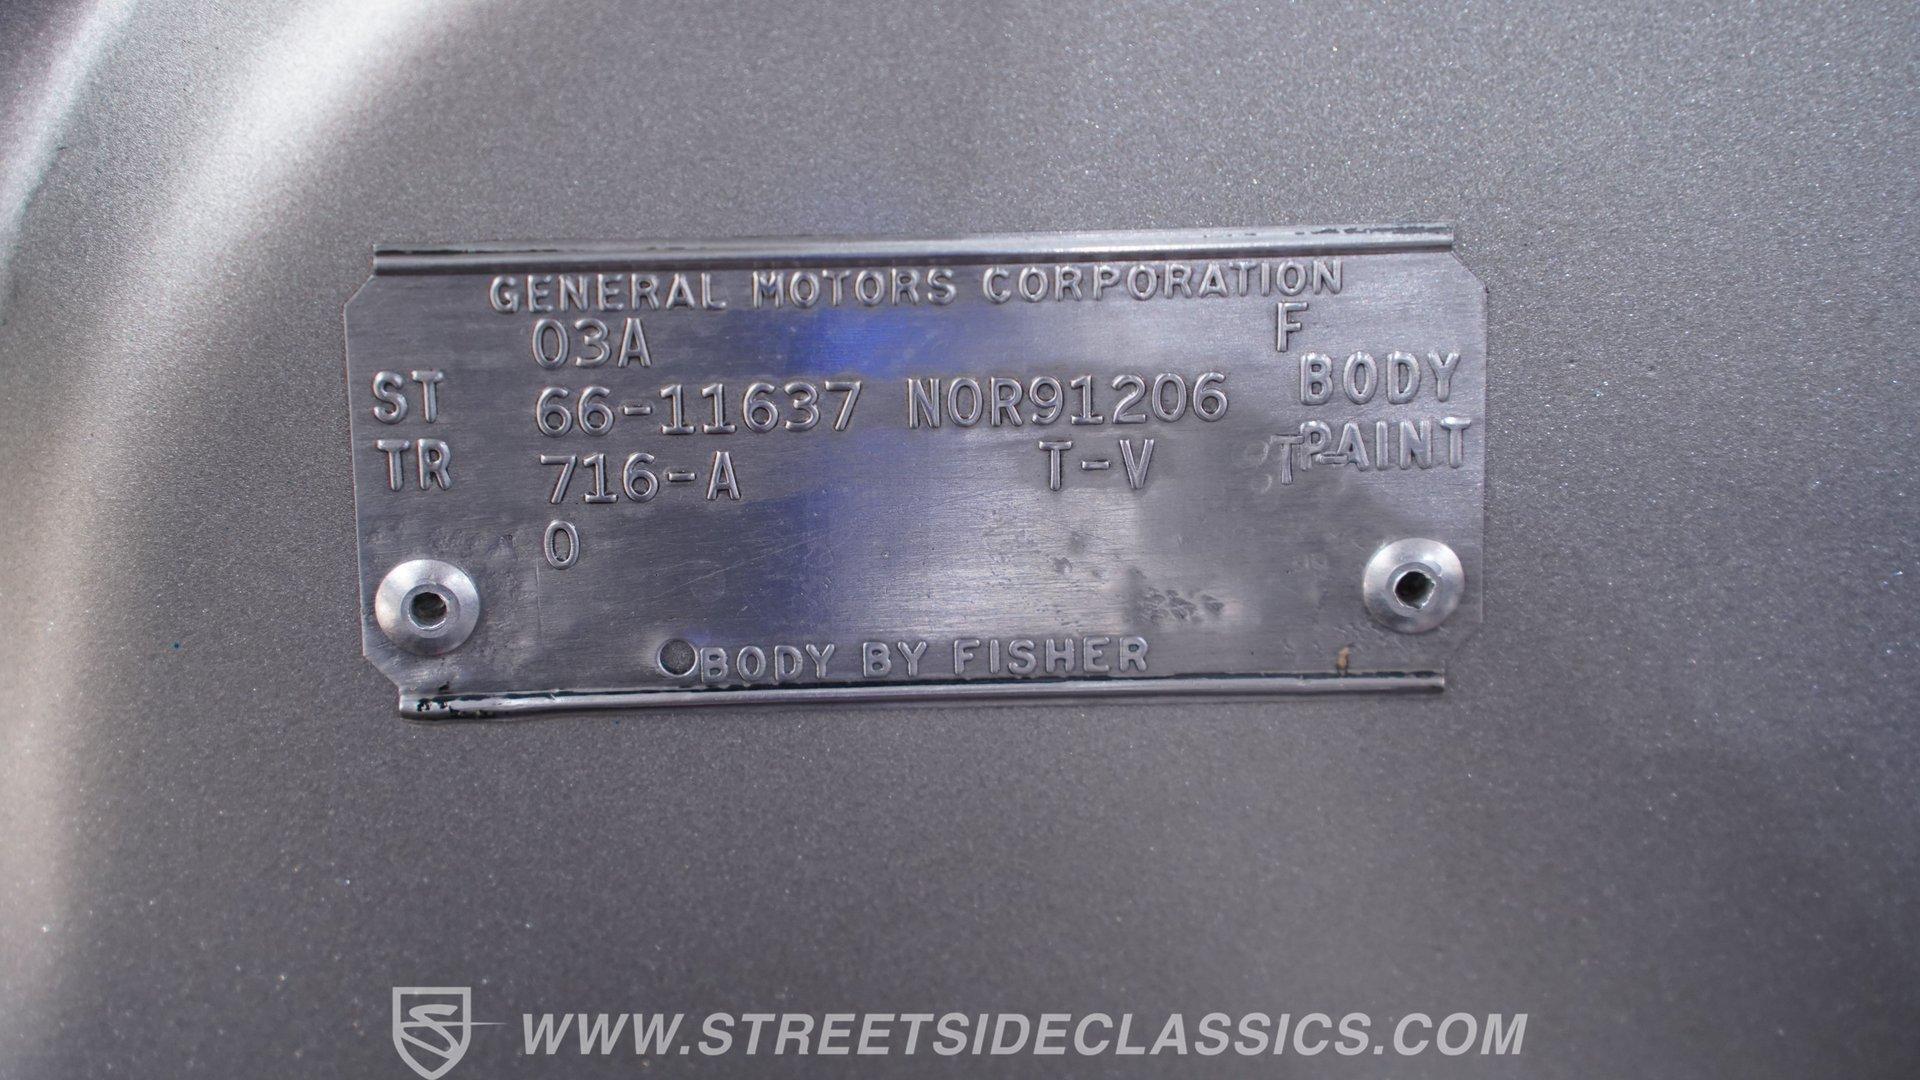 GENERAL MOTORS CORPORATION
03A F
ST 66-11637 NOR91206 BODY
TR 716-A T-V T- PAINT
0
BODY BY FISHER
WWW.STREETSIDECLASSICS.COM